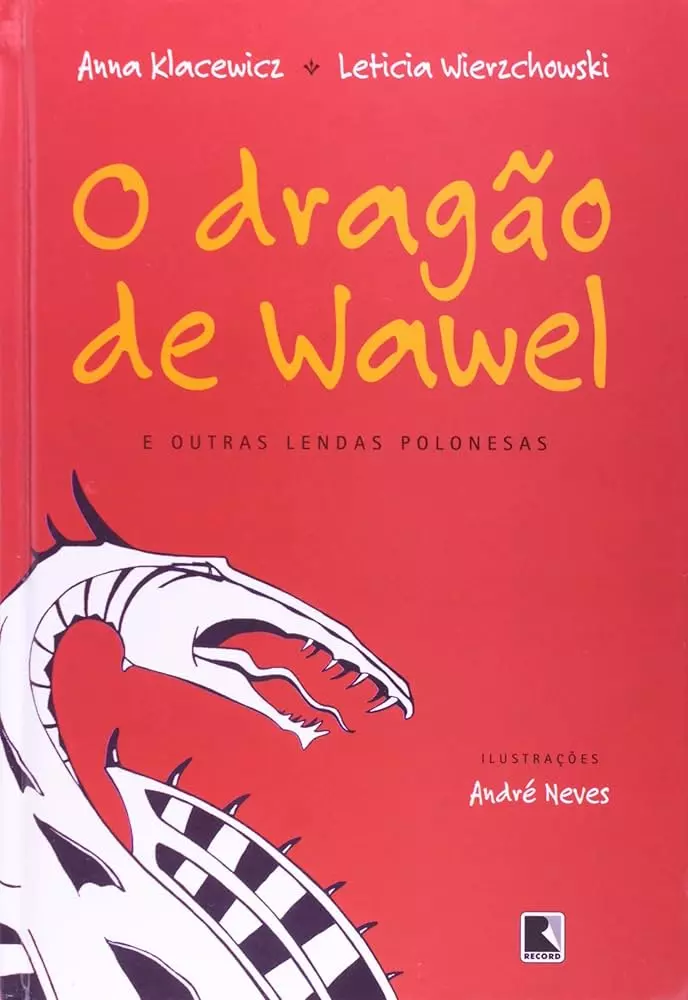 Anna Klacewicz Leticia Wierzchowski
O dragão
de Wawel
E OUTRAS LENDAS POLONESAS
ILUSTRAÇÕES
André Neves
RECORD